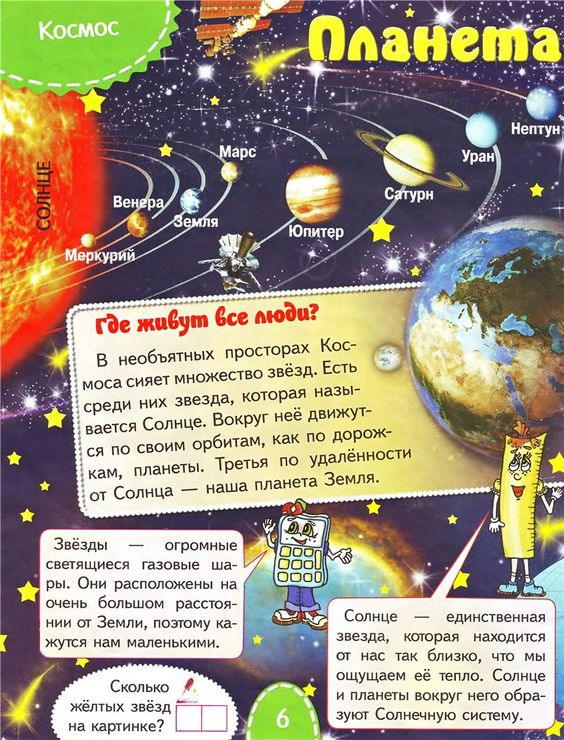 Космос
Планета
СОЛНЦЕ
Меркурий
Венера
Земля
Марс
Юпитер
Сатурн
Уран
Нептун
Где живут все люди?
В необъятных просторах Кос-
моса сияет множество звёзд. Есть
среди них звезда, которая назы-
вается Солнце. Вокруг неё движут-
ся по своим орбитам, как по дорож-
кам, планеты. Третья по удалённости
от Солнца — наша планета Земля.
Звёзды — огромные
светящиеся газовые ша-
ры. Они расположены на
очень большом расстоя-
нии от Земли, поэтому ка-
жутся нам маленькими.
Солнце — единственная
звезда, которая находится
от нас так близко, что мы
ощущаем её тепло. Солнце
и планеты вокруг него обра-
зуют Солнечную систему.
Сколько
жёлтых звёзд
на картинке?
6